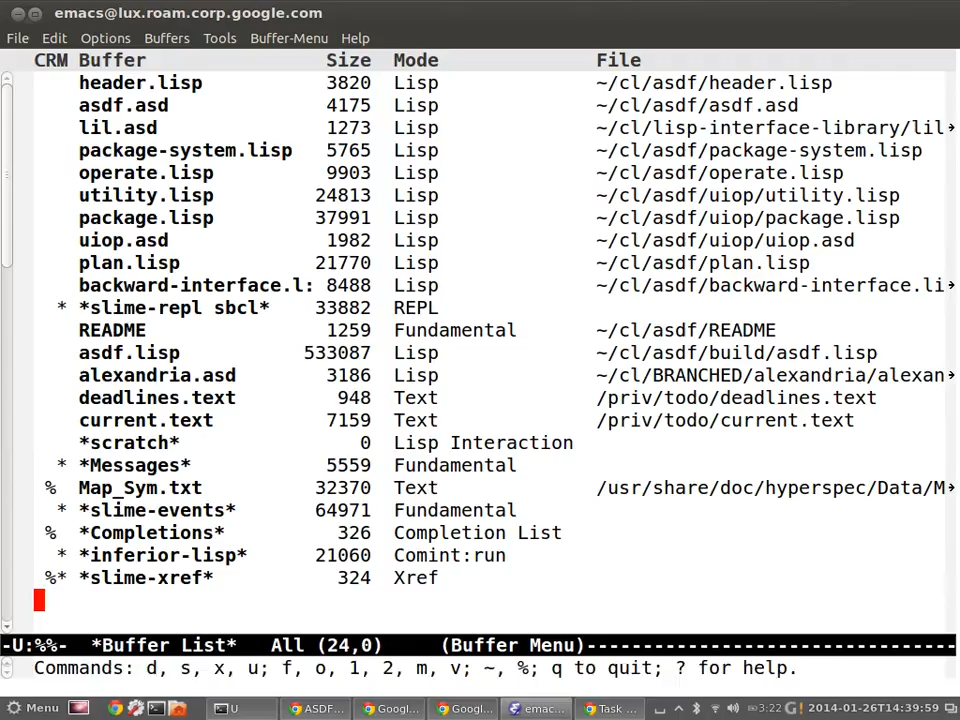 emacs@lux.roam.corp.google.com
File Edit Options Buffers Tools Buffer-Menu Help
CRM Buffer Size Mode File
header.lisp 3820 Lisp ~/cl/asdf/header.lisp
asdf.asd 4175 Lisp ~/cl/asdf/asdf.asd
lil.asd 1273 Lisp ~/cl/lisp-interface-library/lil
package-system.lisp 5765 Lisp ~/cl/asdf/package-system.lisp
operate.lisp 9903 Lisp ~/cl/asdf/operate.lisp
utility.lisp 24813 Lisp ~/cl/asdf/uiop/utility.lisp
package.lisp 37991 Lisp ~/cl/asdf/uiop/package.lisp
uiop.asd 1982 Lisp ~/cl/asdf/uiop/uiop.asd
plan.lisp 21770 Lisp ~/cl/asdf/plan.lisp
backward-interface.l: 8488 Lisp ~/cl/asdf/backward-interface.li
* *slime-repl sbcl* 33882 REPL
README 1259 Fundamental ~/cl/asdf/README
asdf.lisp 533087 Lisp ~/cl/asdf/build/asdf.lisp
alexandria.asd 3186 Lisp ~/cl/BRANCHED/alexandria/alexan
deadlines.text 948 Text /priv/todo/deadlines.text
current.text 7159 Text /priv/todo/current.text
*scratch* 0 Lisp Interaction
* *Messages* 5559 Fundamental
% Map_Sym.txt 32370 Text /usr/share/doc/hyperspec/Data/M
* *slime-events* 64971 Fundamental
% *Completions* 326 Completion List
* *inferior-lisp* 21060 Comint:run
%* *slime-xref* 324 Xref
-U:%%- *Buffer List* All (24,0) (Buffer Menu)--------------------------------
Commands: d, s, x, u; f, o, 1, 2, m, v; ~, %; q to quit; ? for help.
Menu U ASDF... Googl... Googl... emac... Task ... 3:22 2014-01-26T14:39:59